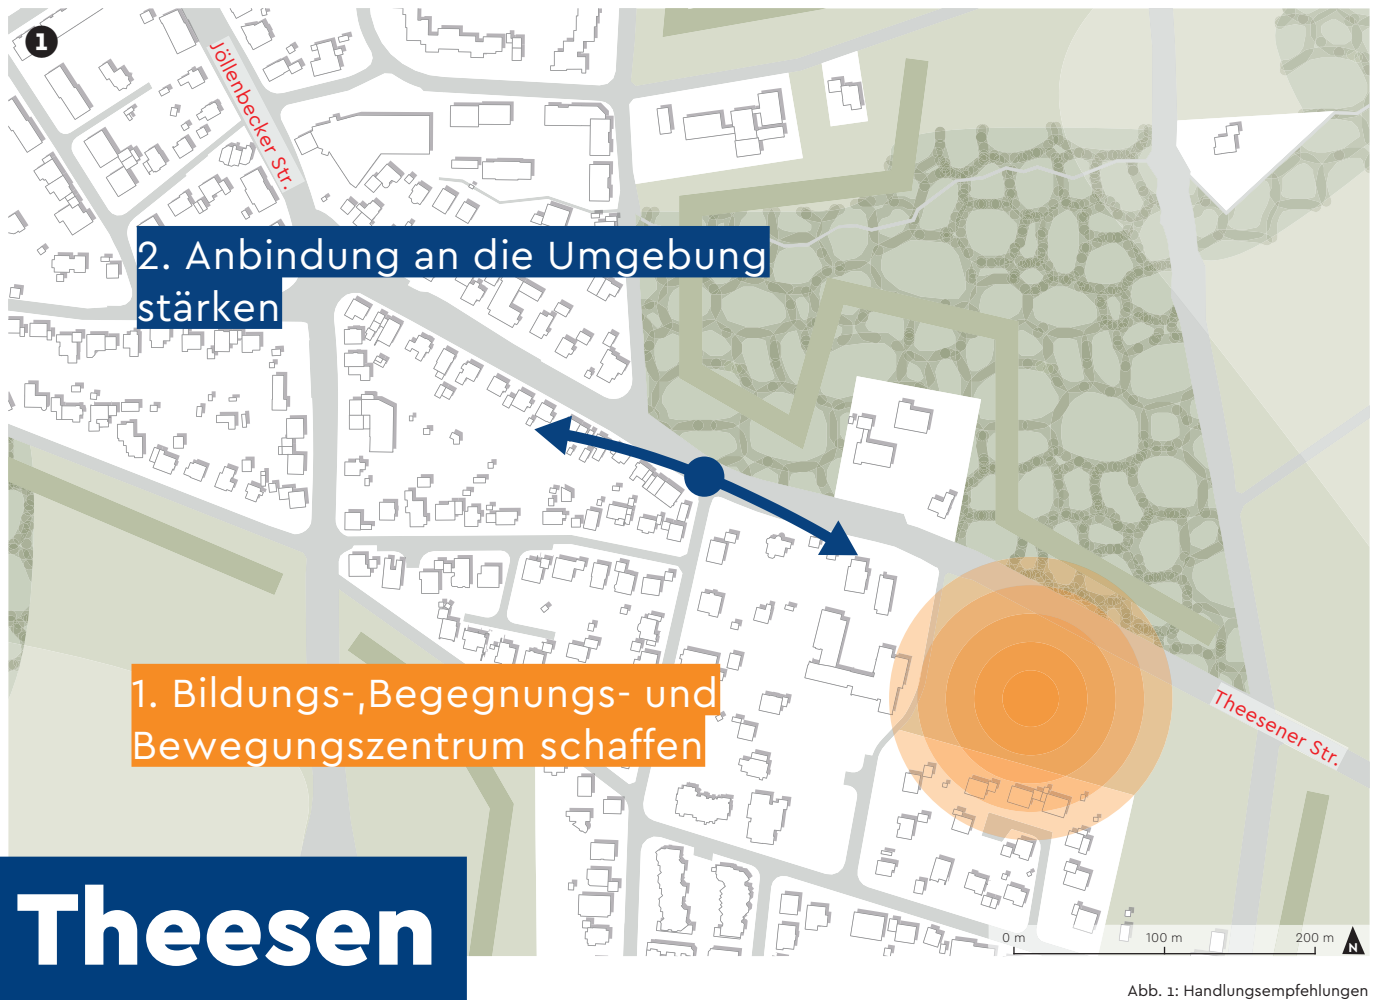 1
Jöllenbecker Str.
2. Anbindung an die Umgebung
stärken
1. Bildungs-,Begegnungs- und
Bewegungszentrum schaffen
Theesener Str.
Theesen
0 m 100 m 200 m
N
Abb. 1: Handlungsempfehlungen